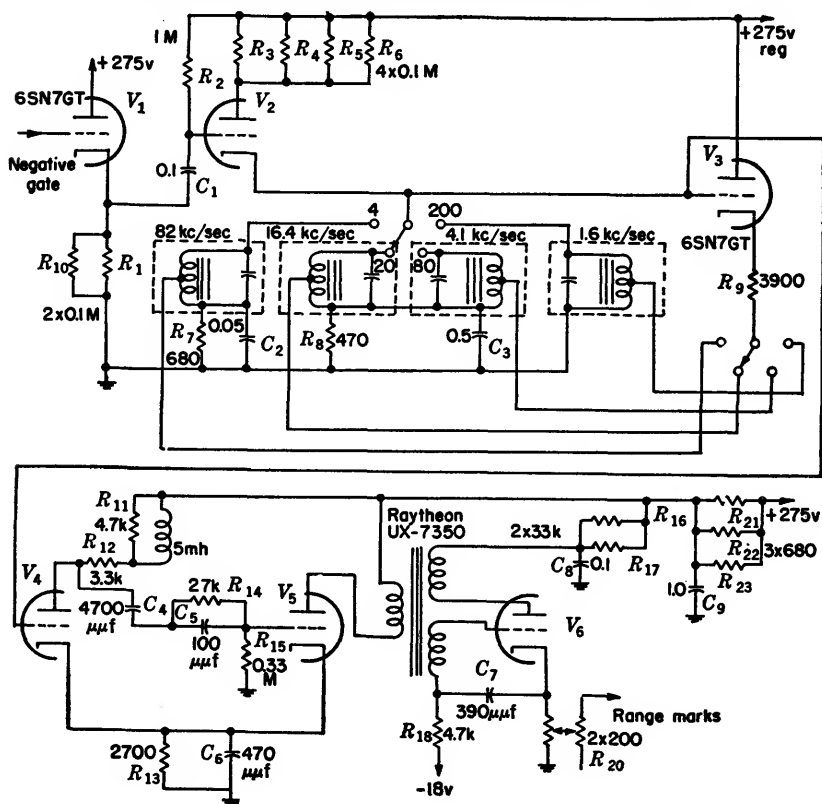 1M
R3 R4 R5 R6
+275v
reg
+275v
R2
4x0.1M
6SN7GT
V1
V2
V3
Negative
gate
0.1
C1
6SN7GT
4
200
82 kc/sec
16.4 kc/sec
4.1 kc/sec
1.6 kc/sec
20
80
R10
R1
R9
3900
2x0.1M
R7
680
0.05
C2
R8
470
0.5
C3
R11
4.7k
5mh
R12
3.3k
Raytheon
UX-7350
2x33k
R16
R21
+275v
R17
R22
3x680
R23
C8
0.1
1.0
C9
V4
27k
R14
V5
4700
μμf
C4
C5
100
μμf
R15
0.33
M
V6
C7
390μμf
Range marks
2x200
R20
R18
4.7k
-18v
2700
R13
C6
470
μμf